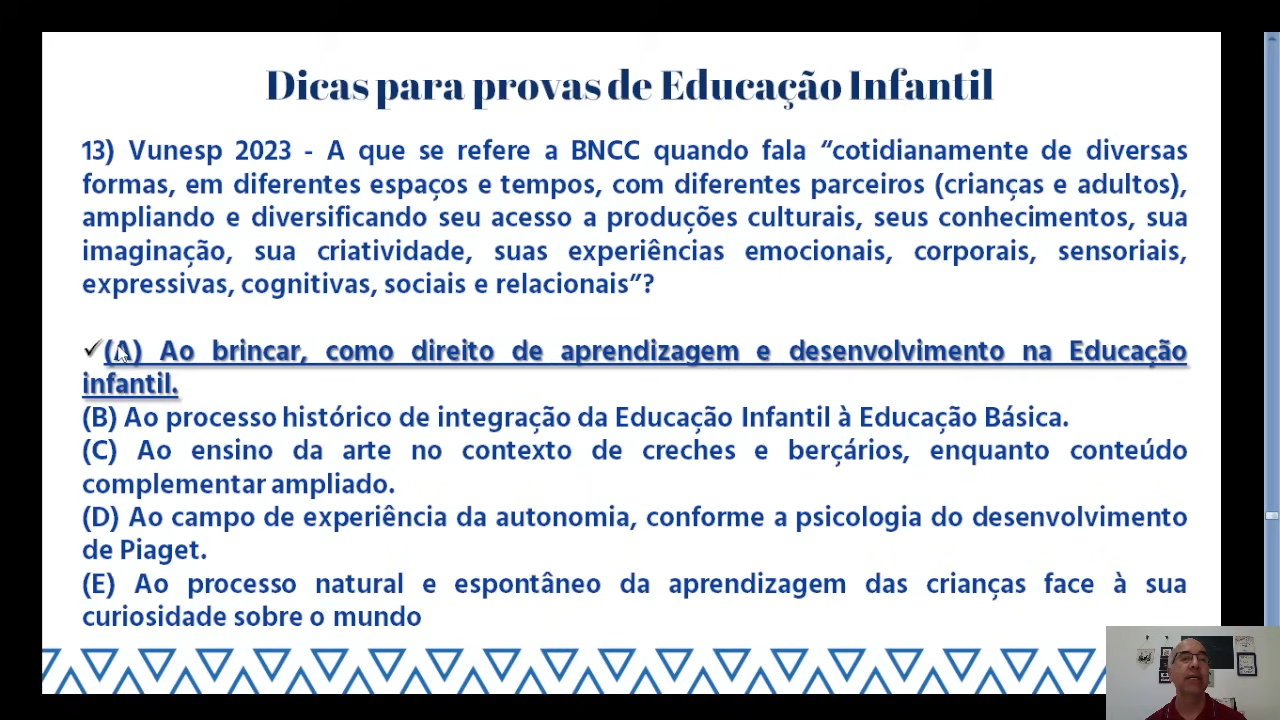 Dicas para provas de Educação Infantil
13) Vunesp 2023 - A que se refere a BNCC quando fala “cotidianamente de diversas
formas, em diferentes espaços e tempos, com diferentes parceiros (crianças e adultos),
ampliando e diversificando seu acesso a produções culturais, seus conhecimentos, sua
imaginação, sua criatividade, suas experiências emocionais, corporais, sensoriais,
expressivas, cognitivas, sociais e relacionais”?
✓(A) Ao brincar, como direito de aprendizagem e desenvolvimento na Educação
infantil.
(B) Ao processo histórico de integração da Educação Infantil à Educação Básica.
(C) Ao ensino da arte no contexto de creches e berçários, enquanto conteúdo
complementar ampliado.
(D) Ao campo de experiência da autonomia, conforme a psicologia do desenvolvimento
de Piaget.
(E) Ao processo natural e espontâneo da aprendizagem das crianças face à sua
curiosidade sobre o mundo